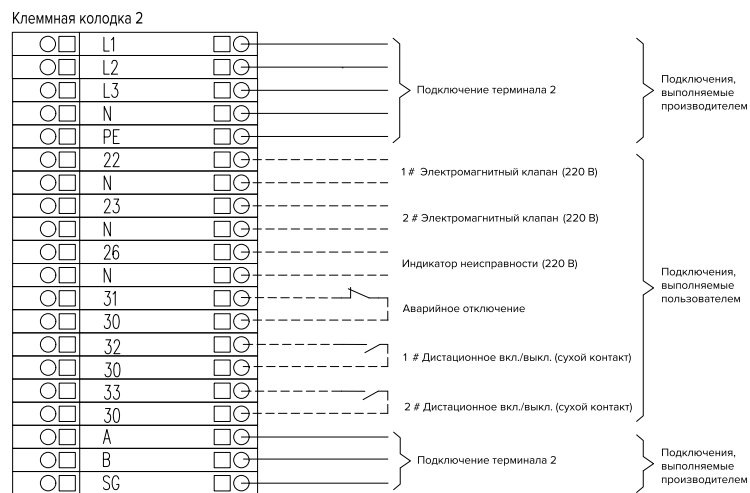 Клеммная колодка 2
L1
L2
L3
N
PE
22
N
23
N
26
N
31
30
32
30
33
30
A
B
SG
Подключение терминала 2
1 # Электромагнитный клапан (220 В)
2 # Электромагнитный клапан (220 В)
Индикатор неисправности (220 В)
Аварийное отключение
1 # Дистационное вкл./выкл. (сухой контакт)
2 # Дистационное вкл./выкл. (сухой контакт)
Подключение терминала 2
Подключения,
выполняемые
производителем
Подключения,
выполняемые
пользователем
Подключения,
выполняемые
производителем